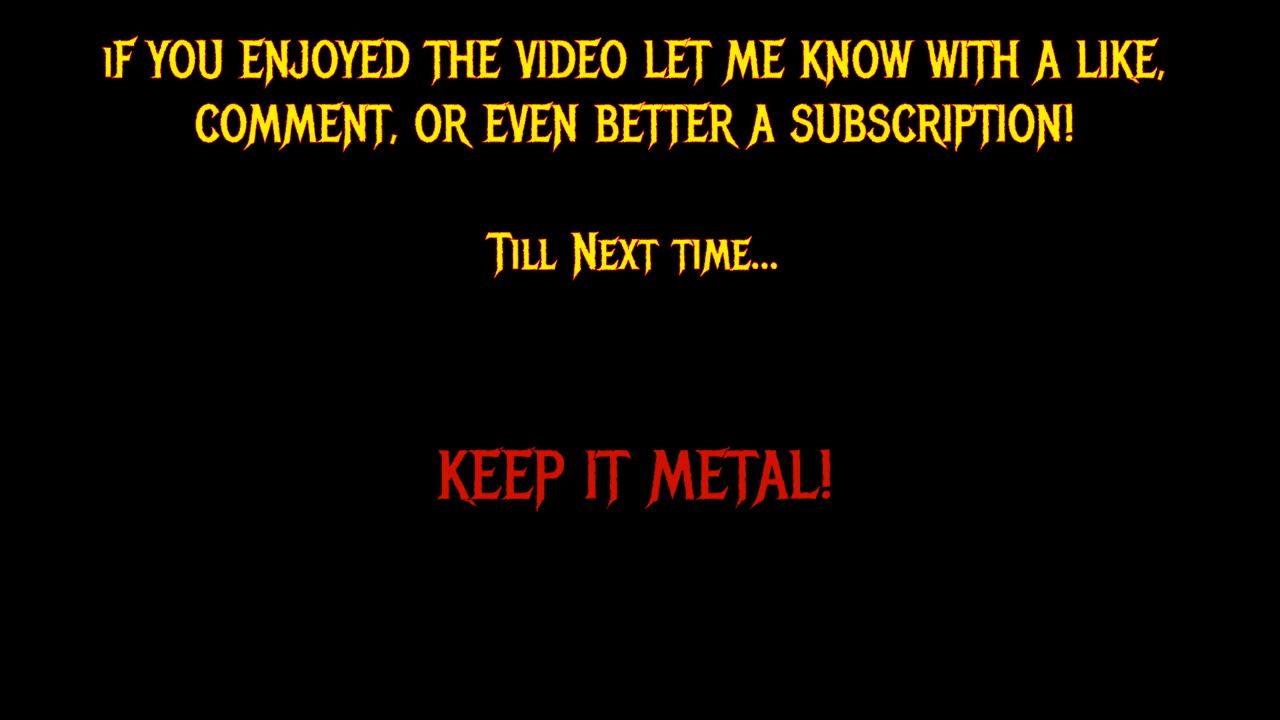 IF YOU ENJOYED THE VIDEO LET ME KNOW WITH A LIKE,
COMMENT, OR EVEN BETTER A SUBSCRIPTION!
TILL NEXT TIME...
KEEP IT METAL!